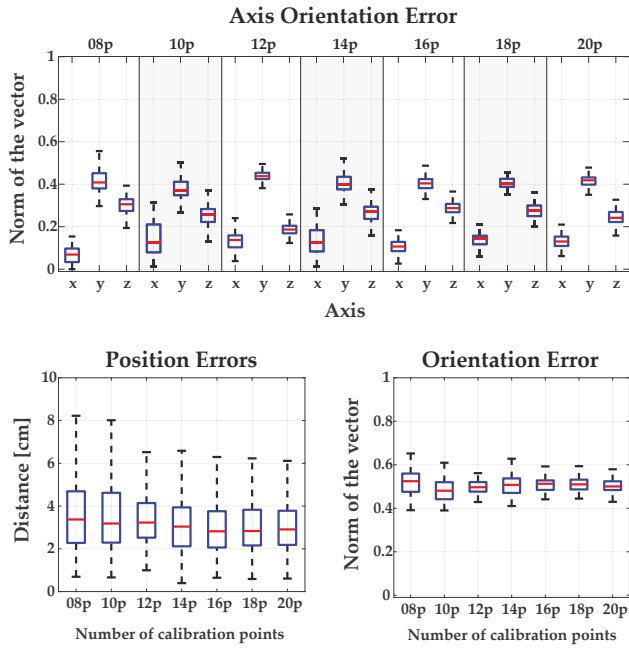 Axis Orientation Error
08p 10p 12p 14p 16p 18p 20p
Norm of the vector
1
0.8
0.6
0.4
0.2
0
x y z x y z x y z x y z x y z x y z x y z
Axis
Position Errors
Distance [cm]
10
8
6
4
2
0
08p 10p 12p 14p 16p 18p 20p
Number of calibration points
Orientation Error
Norm of the vector
1
0.8
0.6
0.4
0.2
0
08p 10p 12p 14p 16p 18p 20p
Number of calibration points